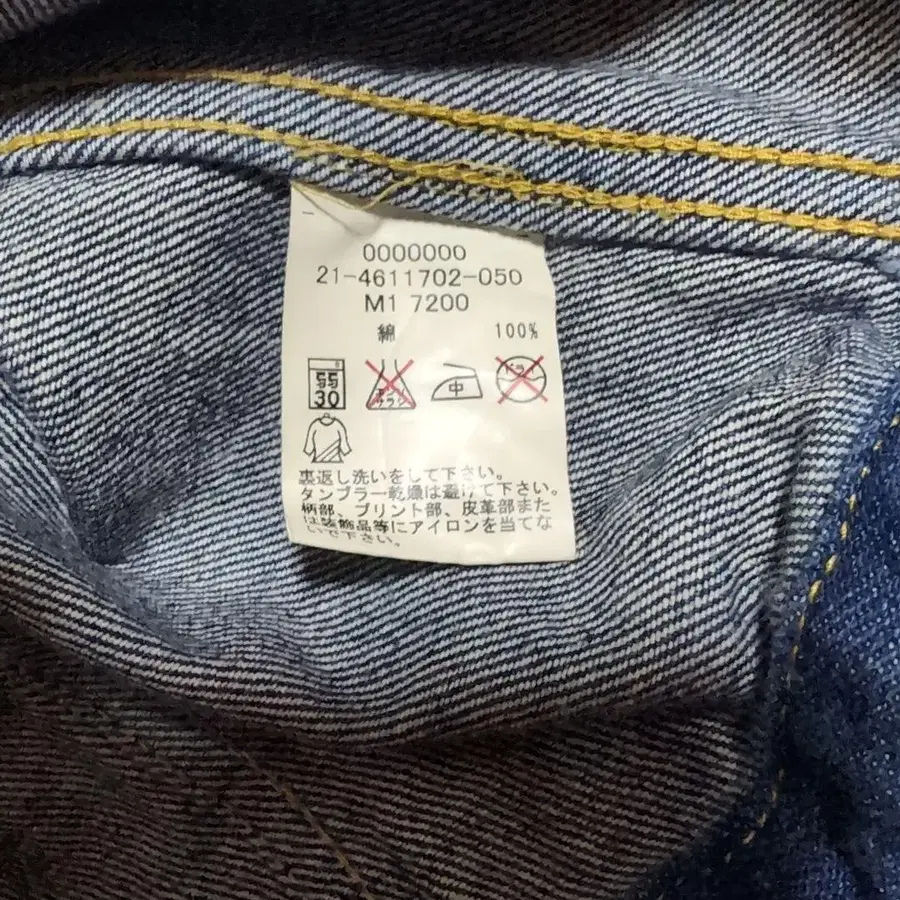 0000000
21-4611702-050
M1 7200
綿 100%
30 中 ドライ
裏返し洗いをして下さい。
タンブラー乾燥は避けて下さい。
柄部、プリント部、皮革部また
は装飾品等にアイロンを当てな
いで下さい。